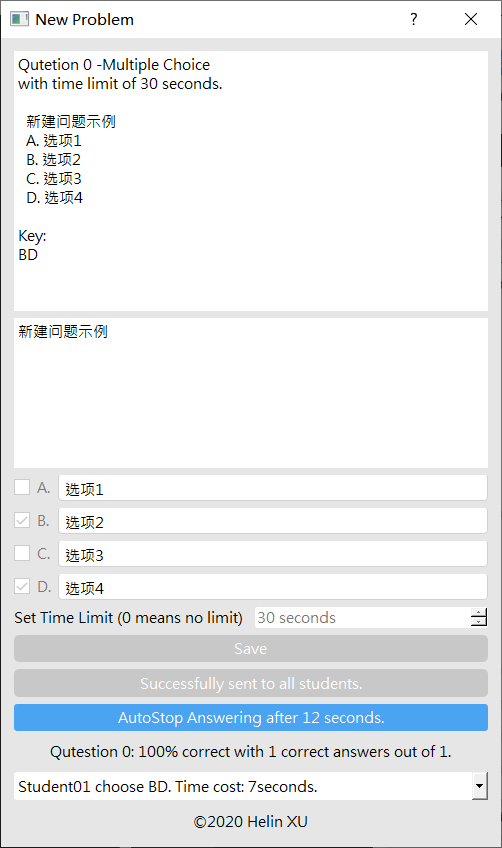 New Problem
Qutetion 0 -Multiple Choice
with time limit of 30 seconds.
新建问题示例
A. 选项1
B. 选项2
C. 选项3
D. 选项4
Key:
BD
新建问题示例
A. 选项1
B. 选项2
C. 选项3
D. 选项4
Set Time Limit (0 means no limit) 30 seconds
Save
Successfully sent to all students.
AutoStop Answering after 12 seconds.
Qutestion 0: 100% correct with 1 correct answers out of 1.
Student01 choose BD. Time cost: 7seconds.
©2020 Helin XU